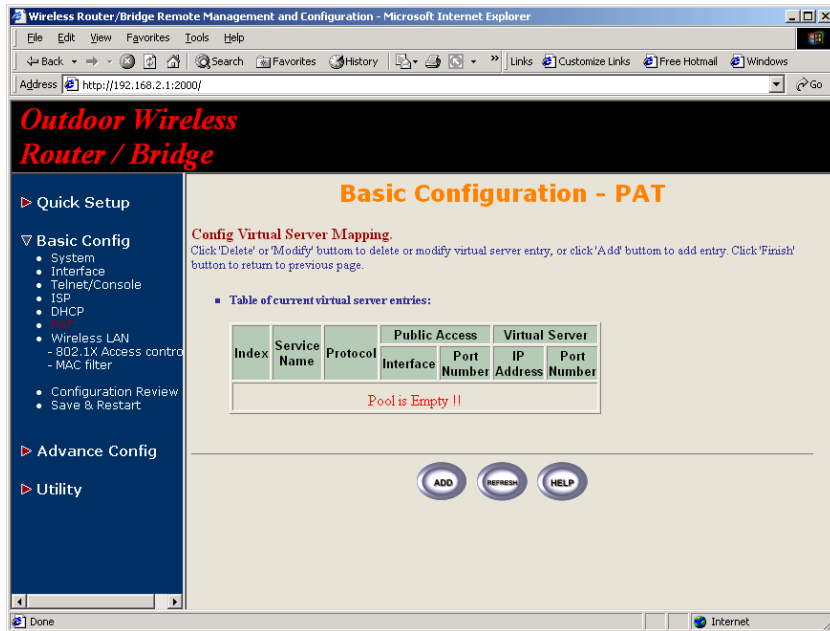 Wireless Router/Bridge Remote Management and Configuration - Microsoft Internet Explorer
File Edit View Favorites Tools Help
Back Search Favorites History » Links Customize Links Free Hotmail Windows
Address http://192.168.2.1:2000/ Go
Outdoor Wireless
Router / Bridge
Quick Setup
Basic Config
System
Interface
Telnet/Console
ISP
DHCP
PAT
Wireless LAN
- 802.1X Access contro
- MAC filter
Configuration Review
Save & Restart
Advance Config
Utility
Basic Configuration - PAT
Config Virtual Server Mapping.
Click 'Delete' or 'Modify' buttom to delete or modify virtual server entry, or click 'Add' buttom to add entry. Click 'Finish'
button to return to previous page.
Table of current virtual server entries:
Index Service Name Protocol Public Access Virtual Server
Interface Port Number IP Address Port Number
Pool is Empty !!
ADD REFRESH HELP
Done Internet